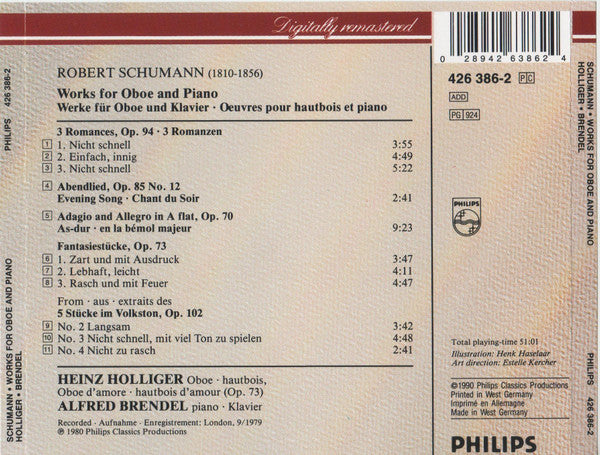 Digitally remastered
0 28942 63862 4
426 386-2 PC
ADD
PG 924
ROBERT SCHUMANN (1810-1856)
Works for Oboe and Piano
Werke für Oboe und Klavier · Œuvres pour hautbois et piano
3 Romances, Op. 94 · 3 Romanzen
1 1. Nicht schnell 3:55
2 2. Einfach, innig 4:49
3 3. Nicht schnell 5:22
4 Abendlied, Op. 85 No. 12
Evening Song · Chant du Soir 2:41
5 Adagio and Allegro in A flat, Op. 70
As-dur · en la bémol majeur 9:23
Fantasiestücke, Op. 73
6 1. Zart und mit Ausdruck 3:47
7 2. Lebhaft, leicht 4:11
8 3. Rasch und mit Feuer 4:47
From · aus · extraits des
5 Stücke im Volkston, Op. 102
9 No. 2 Langsam 3:42
10 No. 3 Nicht schnell, mit viel Ton zu spielen 4:48
11 No. 4 Nicht zu rasch 2:41
HEINZ HOLLIGER Oboe · hautbois,
Oboe d'amore · hautbois d'amour (Op. 73)
ALFRED BRENDEL piano · Klavier
Recorded · Aufnahme · Enregistrement: London, 9/1979
℗ 1980 Philips Classics Productions
PHILIPS
Total playing-time 51:01
Illustration: Henk Haselaar
Art direction: Estelle Kercher
©1990 Philips Classics Productions
Printed in West Germany
Imprimé en Allemagne
Made in West Germany
PHILIPS
SCHUMANN · WORKS FOR OBOE AND PIANO
HOLLIGER · BRENDEL
PHILIPS 426 386-2
SCHUMANN · WORKS FOR OBOE AND PIANO
HOLLIGER · BRENDEL
PHILIPS 426 386-2